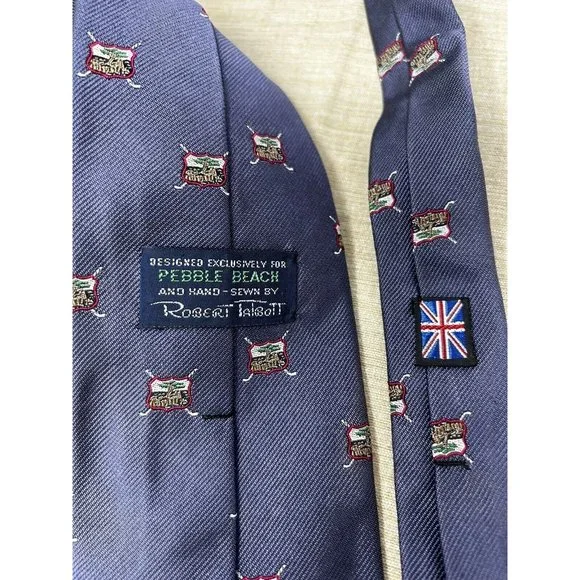 DESIGNED EXCLUSIVELY FOR
PEBBLE BEACH
AND HAND-SEWN BY
ROBERT TALBOTT